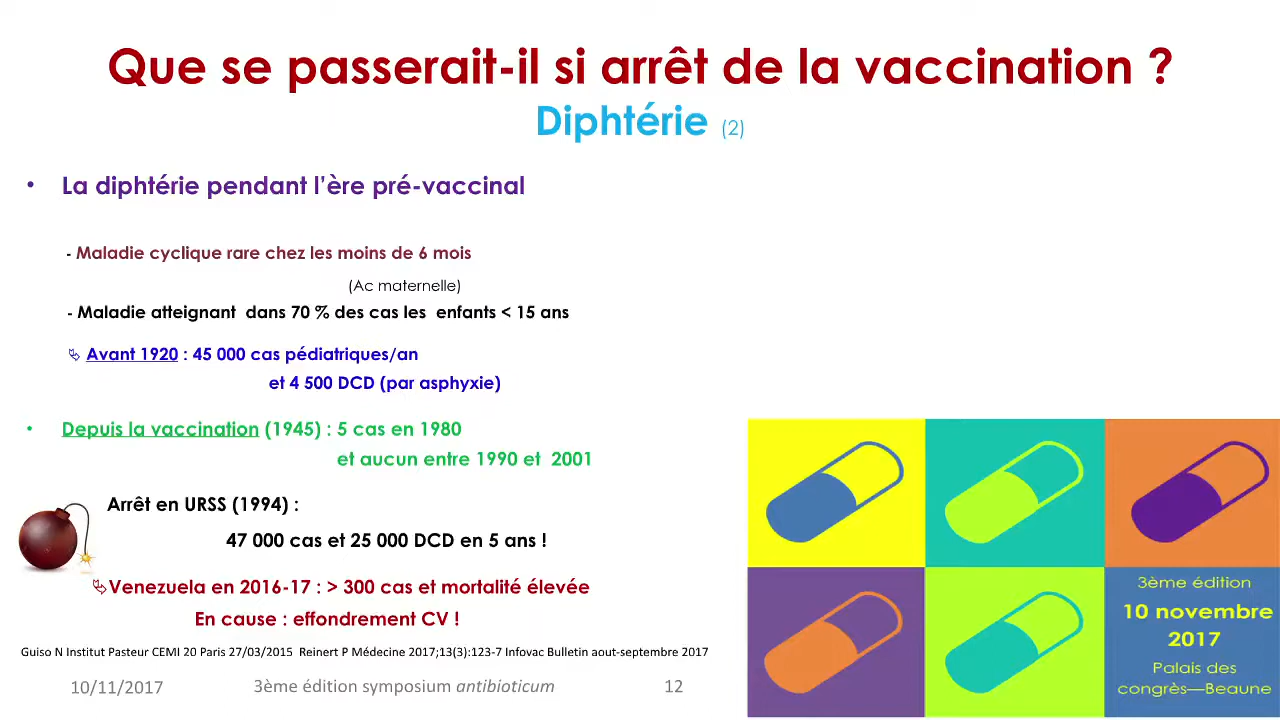 Que se passerait-il si arrêt de la vaccination ?
Diphtérie (2)
• La diphtérie pendant l’ère pré-vaccinal
- Maladie cyclique rare chez les moins de 6 mois
(Ac maternelle)
- Maladie atteignant dans 70 % des cas les enfants < 15 ans
Avant 1920 : 45 000 cas pédiatriques/an
et 4 500 DCD (par asphyxie)
• Depuis la vaccination (1945) : 5 cas en 1980
et aucun entre 1990 et 2001
Arrêt en URSS (1994) :
47 000 cas et 25 000 DCD en 5 ans !
Venezuela en 2016-17 : > 300 cas et mortalité élevée
En cause : effondrement CV !
Guiso N Institut Pasteur CEMI 20 Paris 27/03/2015 Reinert P Médecine 2017;13(3):123-7 Infovac Bulletin aout-septembre 2017
10/11/2017
3ème édition symposium antibioticum
12
3ème édition
10 novembre
2017
Palais des
congrès—Beaune